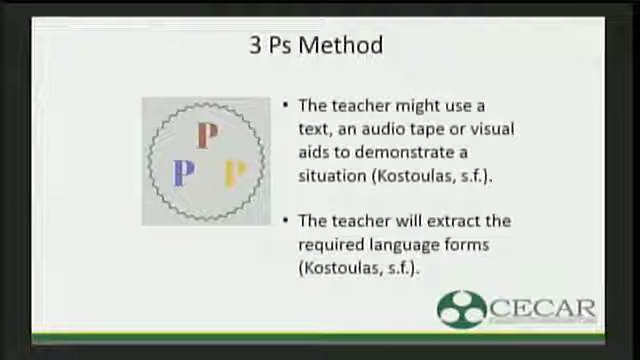 3 Ps Method
P
P P
• The teacher might use a
text, an audio tape or visual
aids to demonstrate a
situation (Kostoulas, s.f.).
• The teacher will extract the
required language forms
(Kostoulas, s.f.).
CECAR